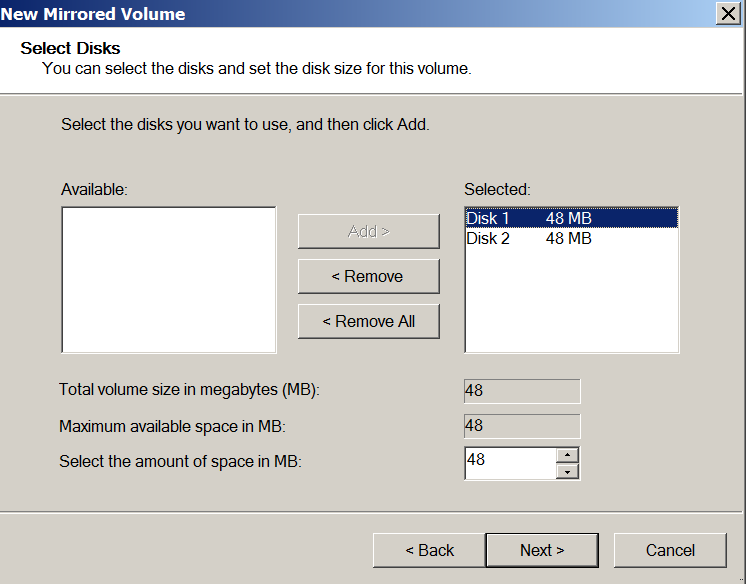 New Mirrored Volume
Select Disks
You can select the disks and set the disk size for this volume.
Select the disks you want to use, and then click Add.
Available:
Selected:
Add >
< Remove
< Remove All
Disk 1 48 MB
Disk 2 48 MB
Total volume size in megabytes (MB): 48
Maximum available space in MB: 48
Select the amount of space in MB: 48
< Back Next > Cancel